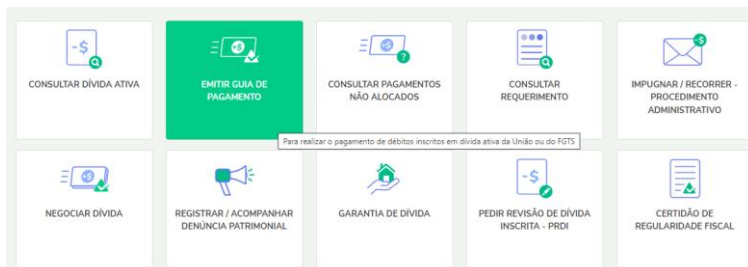 CONSULTAR DÍVIDA ATIVA
EMITIR GUIA DE
PAGAMENTO
CONSULTAR PAGAMENTOS
NÃO ALOCADOS
CONSULTAR
REQUERIMENTO
IMPUGNAR / RECORRER -
PROCEDIMENTO
ADMINISTRATIVO
Para realizar o pagamento de débitos inscritos em dívida ativa da União ou do FGTS
NEGOCIAR DÍVIDA
REGISTRAR / ACOMPANHAR
DENÚNCIA PATRIMONIAL
GARANTIA DE DÍVIDA
PEDIR REVISÃO DE DÍVIDA
INSCRITA - PRDI
CERTIDÃO DE
REGULARIDADE FISCAL